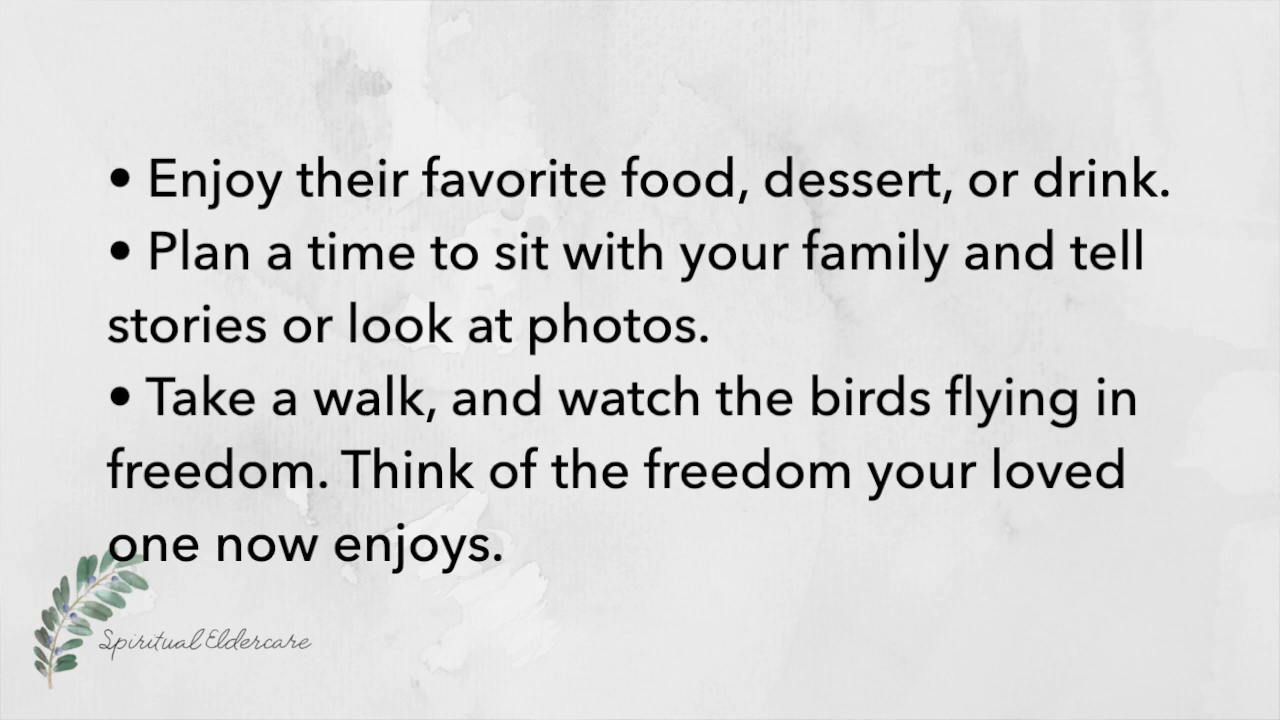 • Enjoy their favorite food, dessert, or drink.
• Plan a time to sit with your family and tell
stories or look at photos.
• Take a walk, and watch the birds flying in
freedom. Think of the freedom your loved
one now enjoys.
Spiritual Eldercare